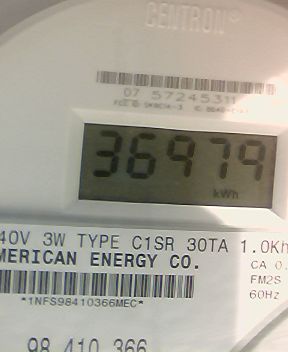 CENTRON®
07 57245311
36979
kWh
40V 3W TYPE C1SR 30TA 1.0Kh
MERICAN ENERGY CO.
CA 0.
FM2S
*1NFS98410366MEC*
60Hz
98 410 366